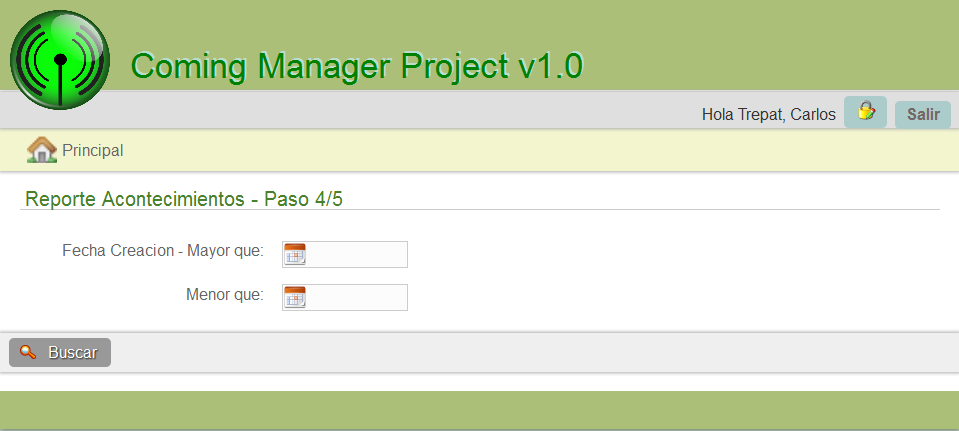 Coming Manager Project v1.0
Hola Trepat, Carlos
Salir
Principal
Reporte Acontecimientos - Paso 4/5
Fecha Creacion - Mayor que:
Menor que:
Buscar